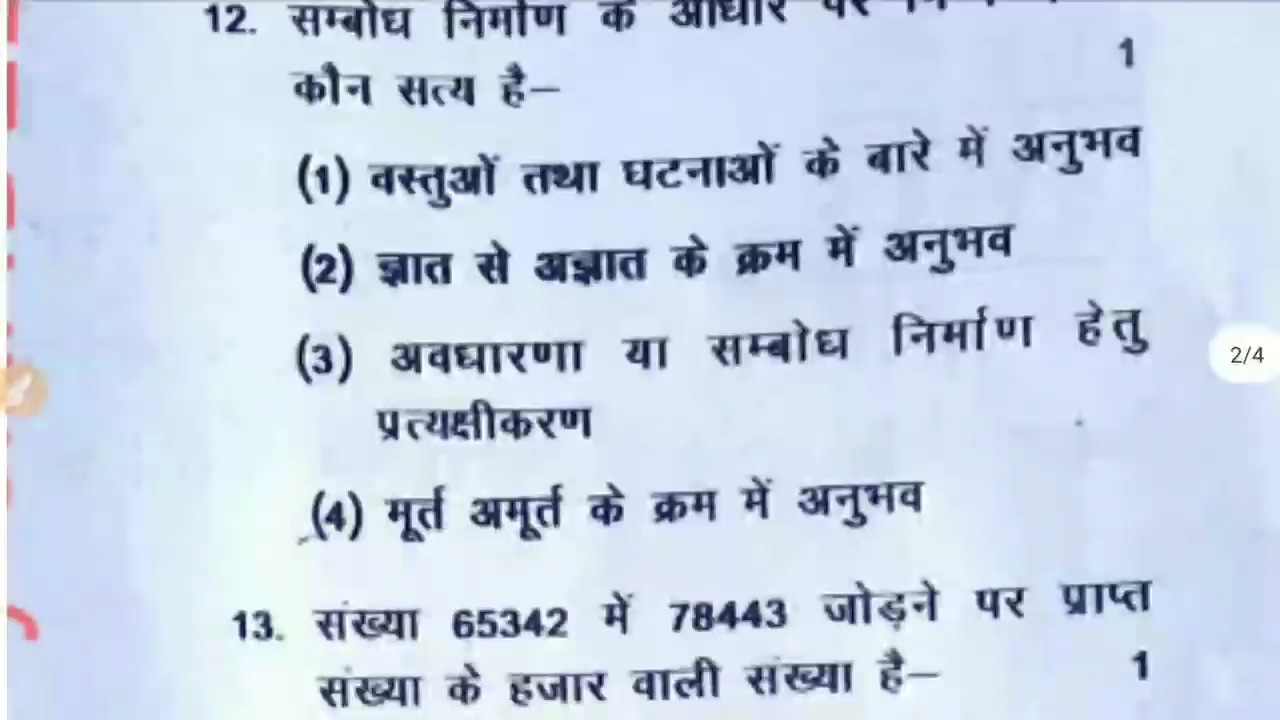 12. सम्बोध निर्माण के आधार पर
1
कौन सत्य है–
(1) वस्तुओं तथा घटनाओं के बारे में अनुभव
(2) ज्ञात से अज्ञात के क्रम में अनुभव
(3) अवधारणा या सम्बोध निर्माण हेतु
प्रत्यक्षीकरण
2/4
(4) मूर्त अमूर्त के क्रम में अनुभव
13. संख्या 65342 में 78443 जोड़ने पर प्राप्त
संख्या के हजार वाली संख्या है– 1